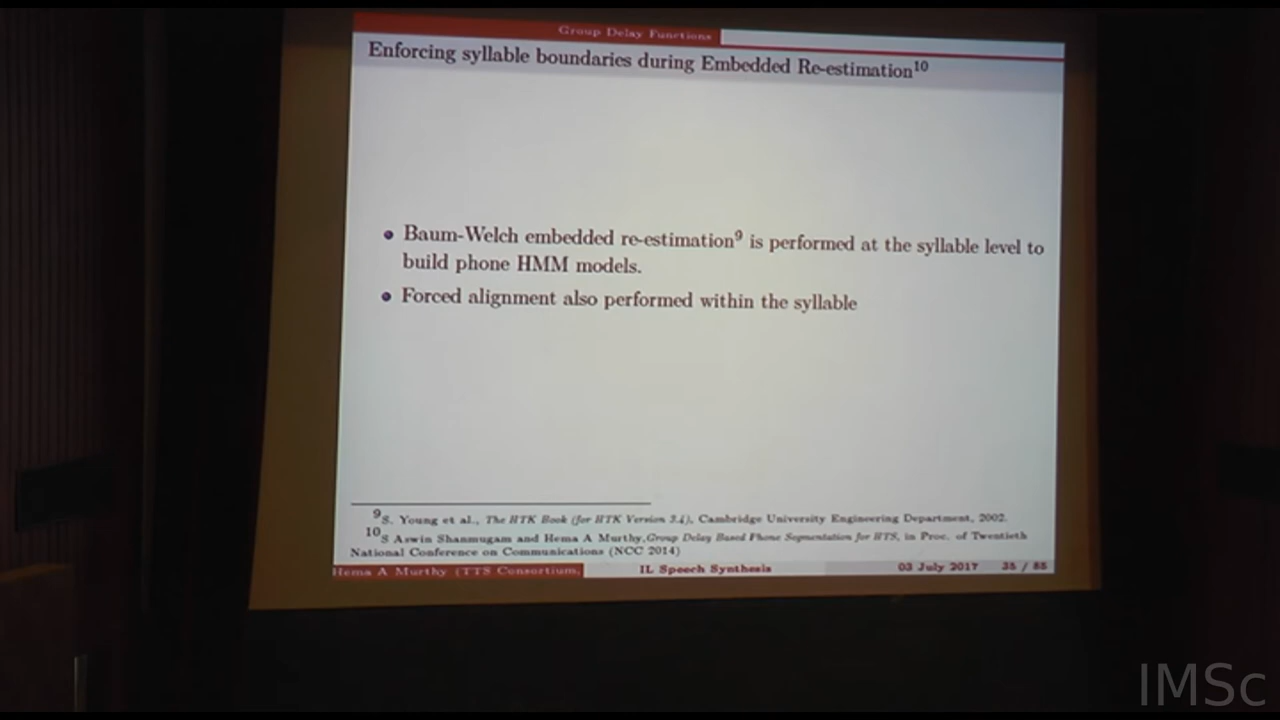 Group Delay Functions
Enforcing syllable boundaries during Embedded Re-estimation10
• Baum-Welch embedded re-estimation9 is performed at the syllable level to
build phone HMM models.
• Forced alignment also performed within the syllable
9S. Young et al., The HTK Book (for HTK Version 3.4), Cambridge University Engineering Department, 2002.
10S Aswin Shanmugam and Hema A Murthy,Group Delay Based Phone Segmentation for HTS, in Proc. of Twentieth
National Conference on Communications (NCC 2014)
Hema A Murthy (TTS Consortium, IL Speech Synthesis 03 July 2017 35 / 85
IMSc